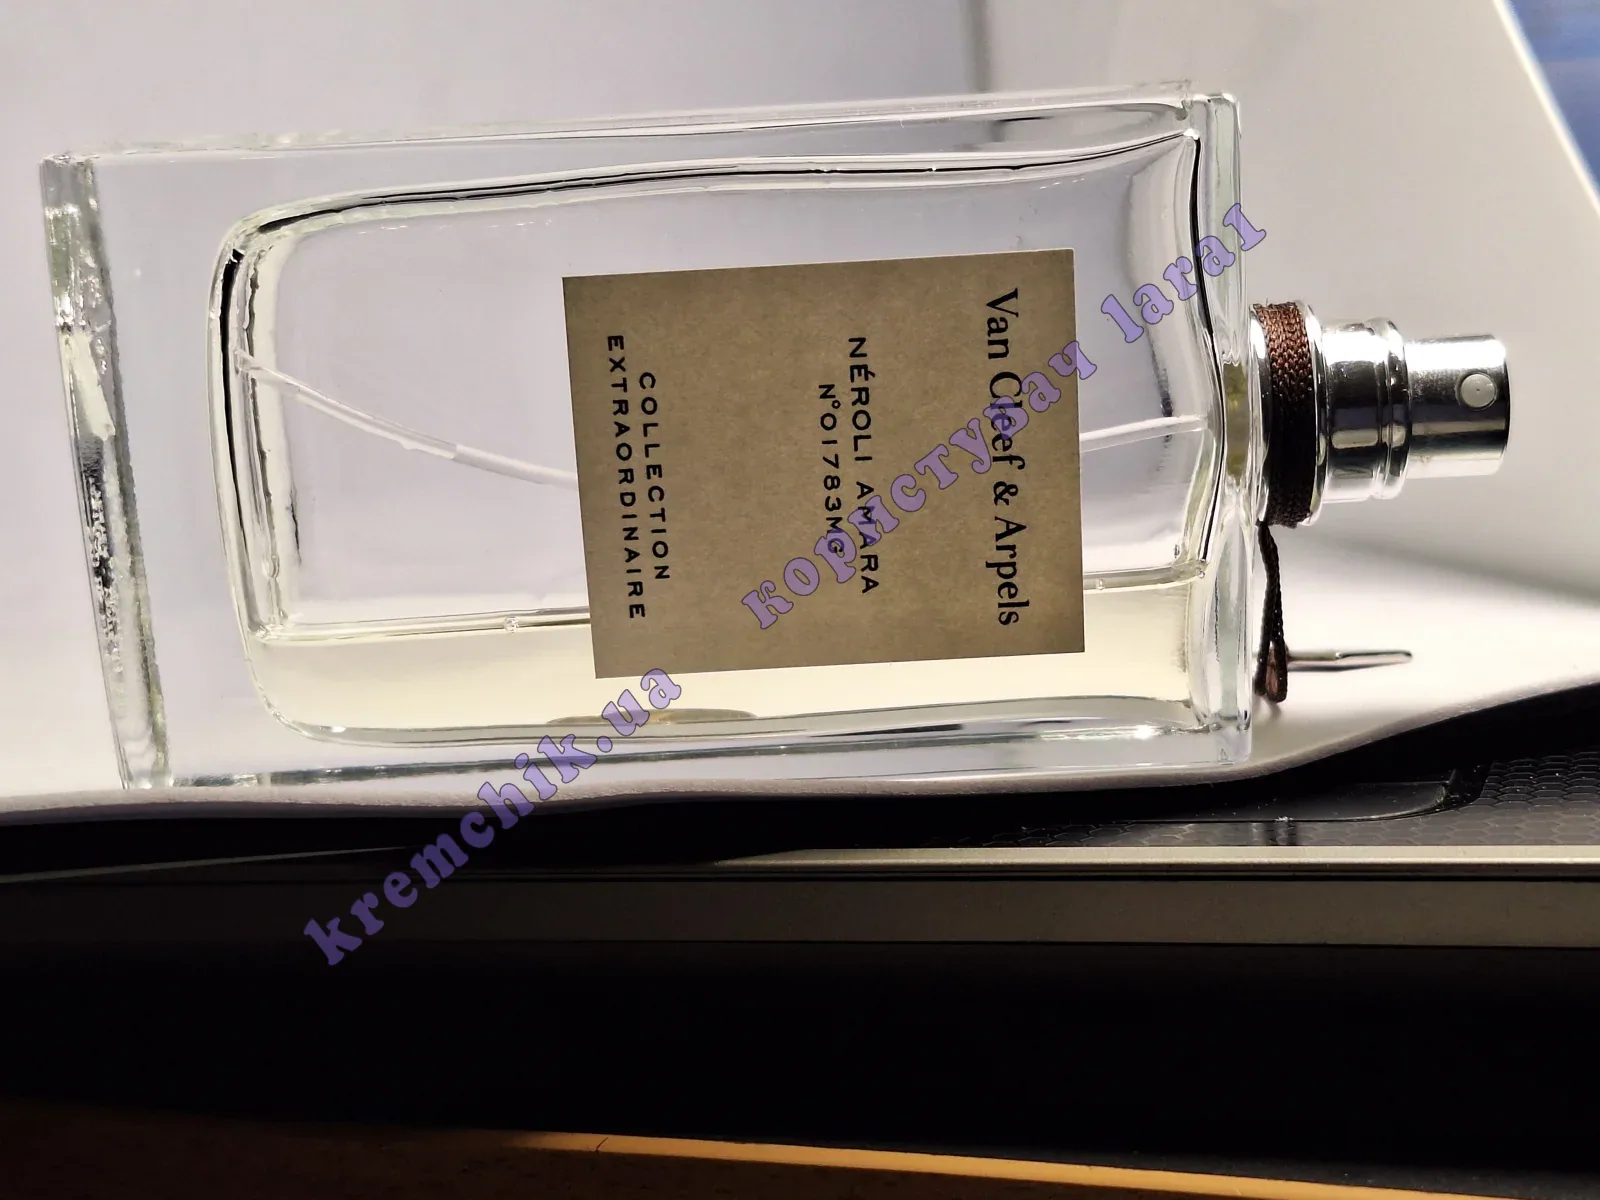 Van Cleef & Arpels
NÉROLI AMARA
N°01783MG
COLLECTION
EXTRAORDINAIRE
kremchik.ua
користувач lara1